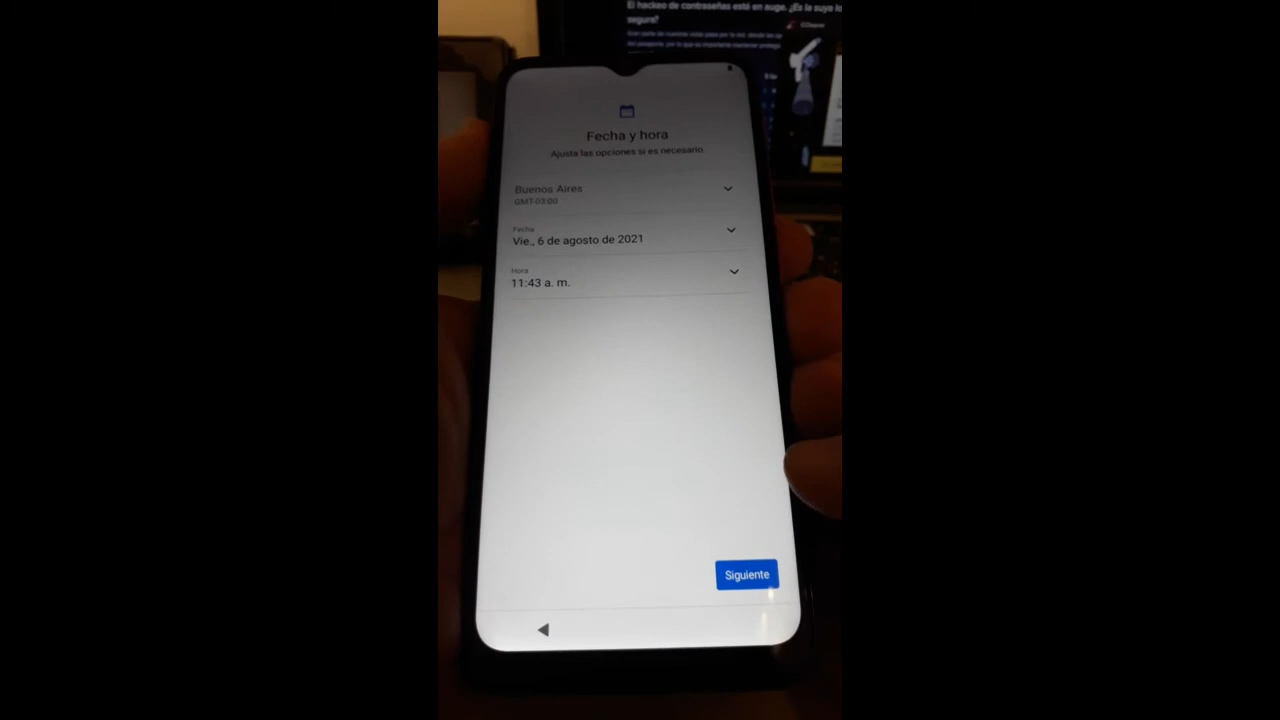 El hackeo de contraseñas está en auge. ¿Es la suya lo
segura?
Fecha y hora
Ajusta las opciones si es necesario.
Buenos Aires
GMT-03:00
Fecha
Vie., 6 de agosto de 2021
Hora
11:43 a. m.
Siguiente